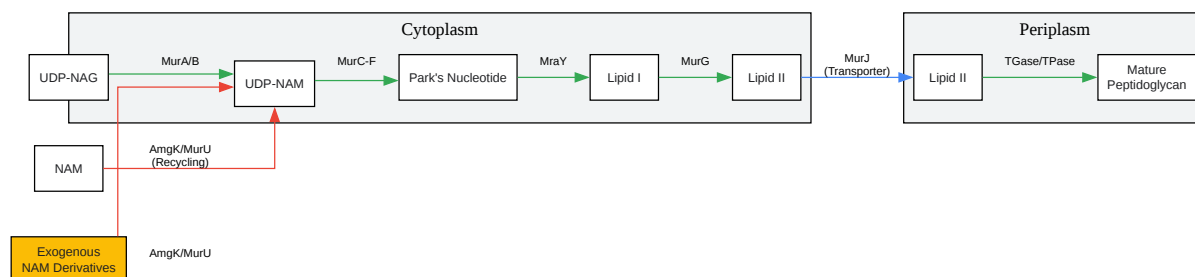 Cytoplasm
Periplasm
UDP-NAG
MurA/B
UDP-NAM
MurC-F
Park's Nucleotide
MraY
Lipid I
MurG
Lipid II
MurJ
(Transporter)
Lipid II
TGase/TPase
Mature
Peptidoglycan
NAM
AmgK/MurU
(Recycling)
Exogenous
NAM Derivatives
AmgK/MurU